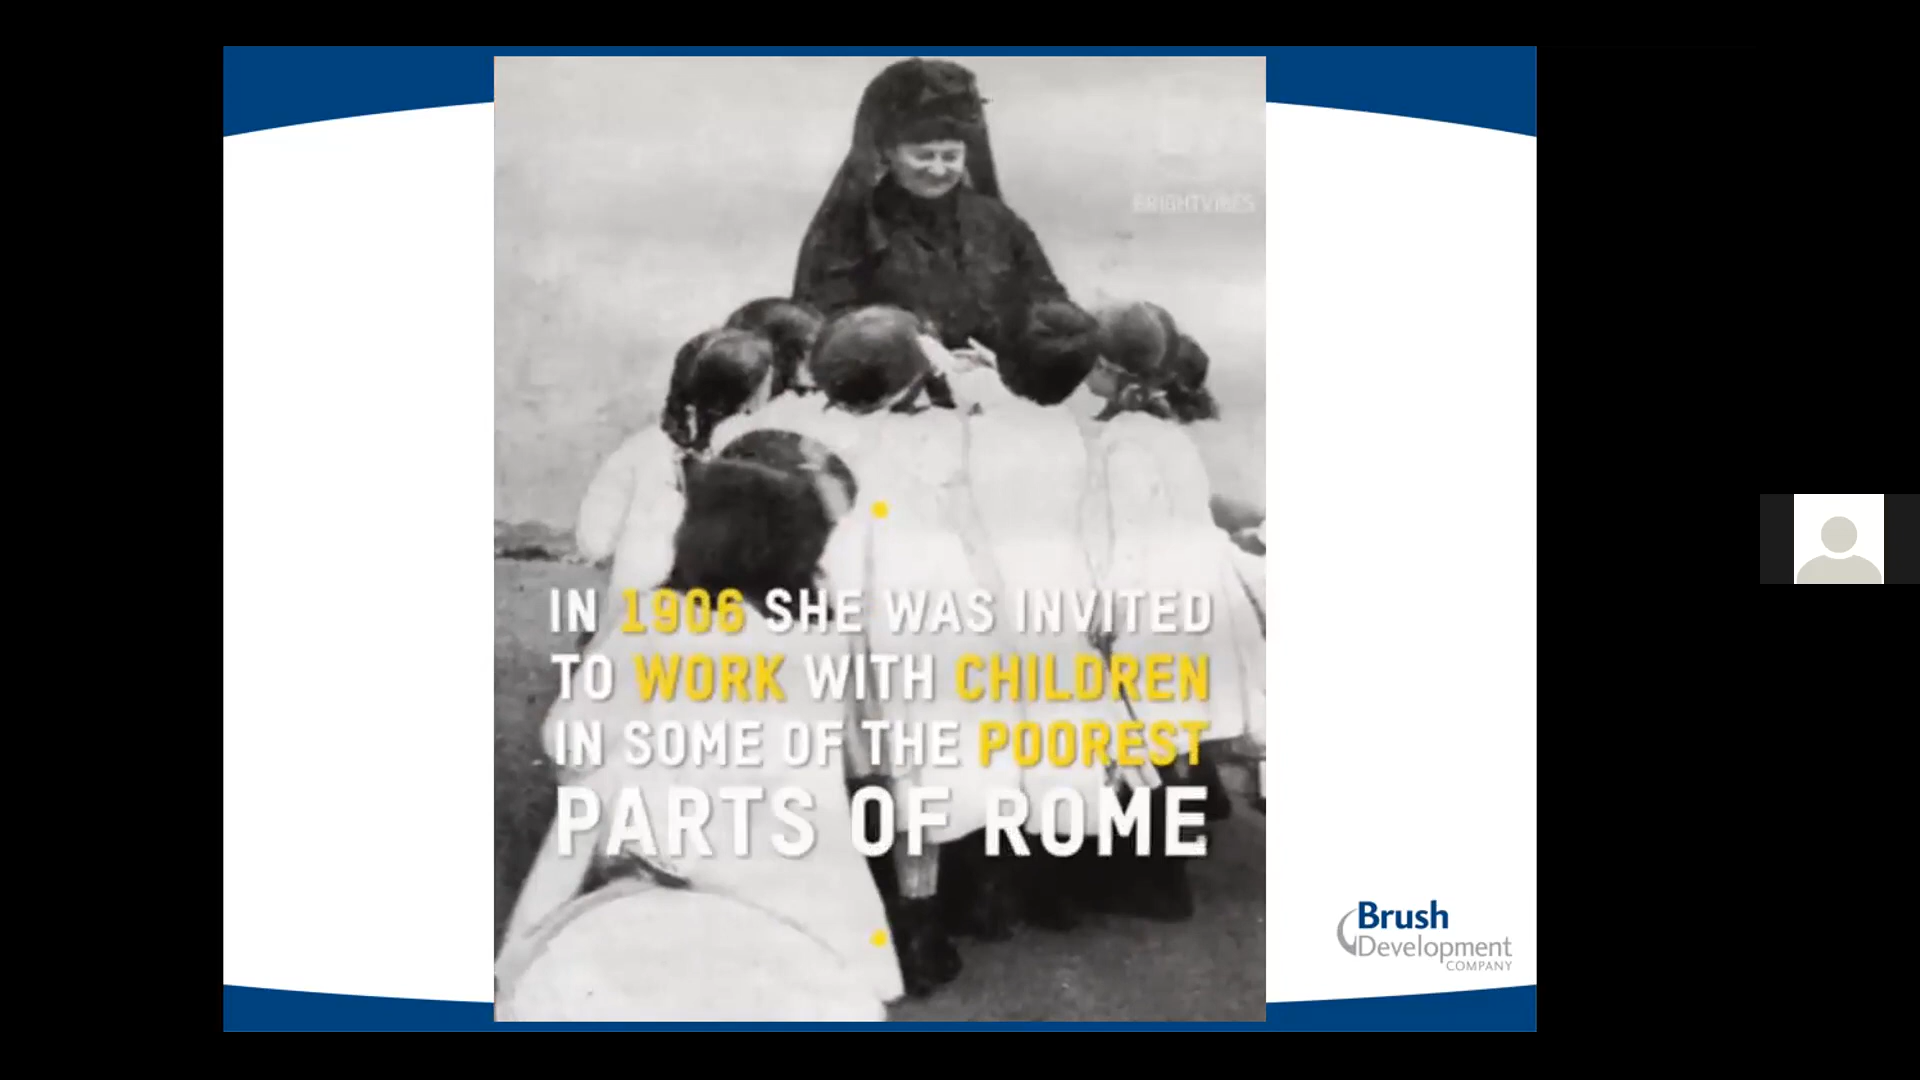 BRIGHTVIBES
IN 1906 SHE WAS INVITED
TO WORK WITH CHILDREN
IN SOME OF THE POOREST
PARTS OF ROME
Brush
Development
COMPANY